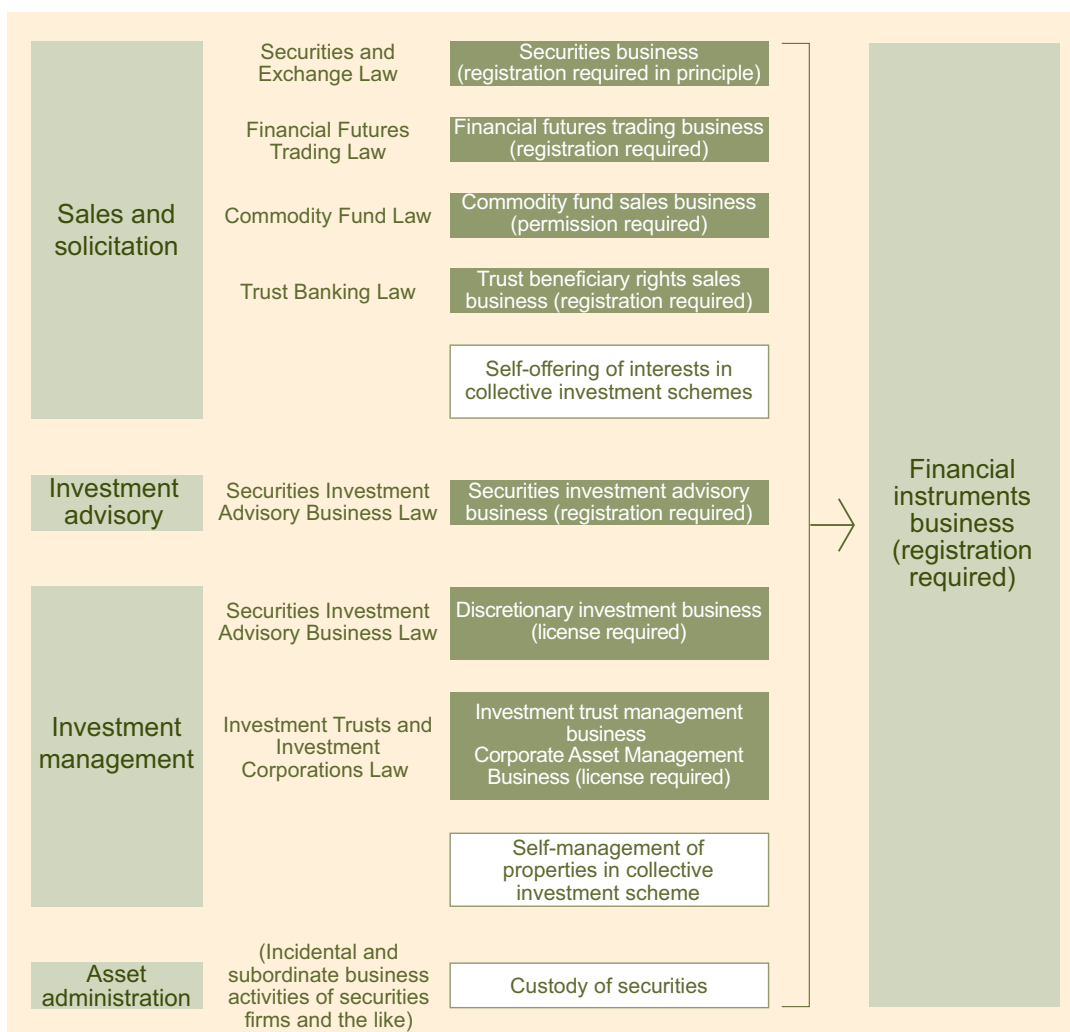 Sales and
solicitation
Securities and
Exchange Law
Securities business
(registration required in principle)
Financial Futures
Trading Law
Financial futures trading business
(registration required)
Commodity Fund Law
Commodity fund sales business
(permission required)
Trust Banking Law
Trust beneficiary rights sales
business (registration required)
Self-offering of interests in
collective investment schemes
Investment
advisory
Securities Investment
Advisory Business Law
Securities investment advisory
business (registration required)
Investment
management
Securities Investment
Advisory Business Law
Discretionary investment business
(license required)
Investment Trusts and
Investment
Corporations Law
Investment trust management
business
Corporate Asset Management
Business (license required)
Self-management of
properties in collective
investment scheme
Asset
administration
(Incidental and
subordinate business
activities of securities
firms and the like)
Custody of securities
Financial
instruments
business
(registration
required)